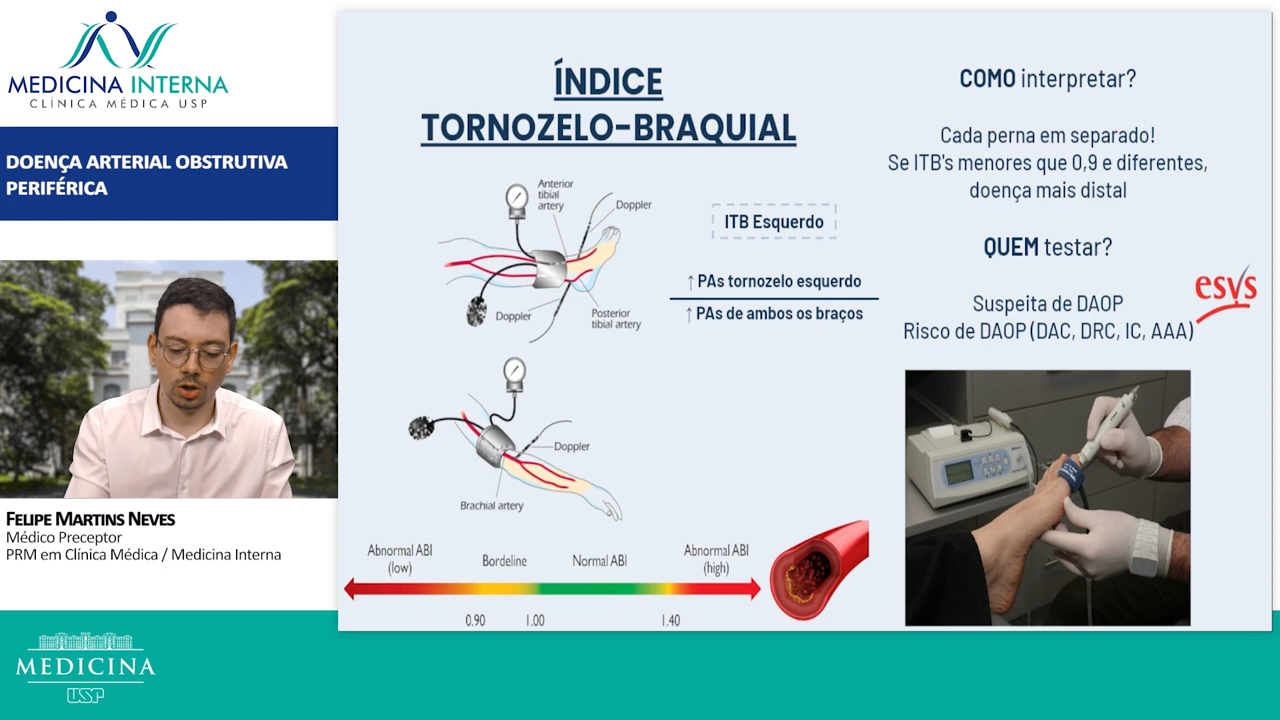 MEDICINA INTERNA
CLÍNICA MÉDICA USP
DOENÇA ARTERIAL OBSTRUTIVA
PERIFÉRICA
FELIPE MARTINS NEVES
Médico Preceptor
PRM em Clínica Médica / Medicina Interna
MEDICINA
USP
ÍNDICE
TORNOZELO-BRAQUIAL
Anterior
tibial
artery
Doppler
Doppler
Posterior
tibial artery
ITB Esquerdo
↑ PAs tornozelo esquerdo
↑ PAs de ambos os braços
Doppler
Brachial artery
Abnormal ABI
(low)
Bordeline
Normal ABI
Abnormal ABI
(high)
0.90
1.00
1.40
COMO interpretar?
Cada perna em separado!
Se ITB's menores que 0,9 e diferentes,
doença mais distal
QUEM testar?
Suspeita de DAOP
Risco de DAOP (DAC, DRC, IC, AAA)
esvs